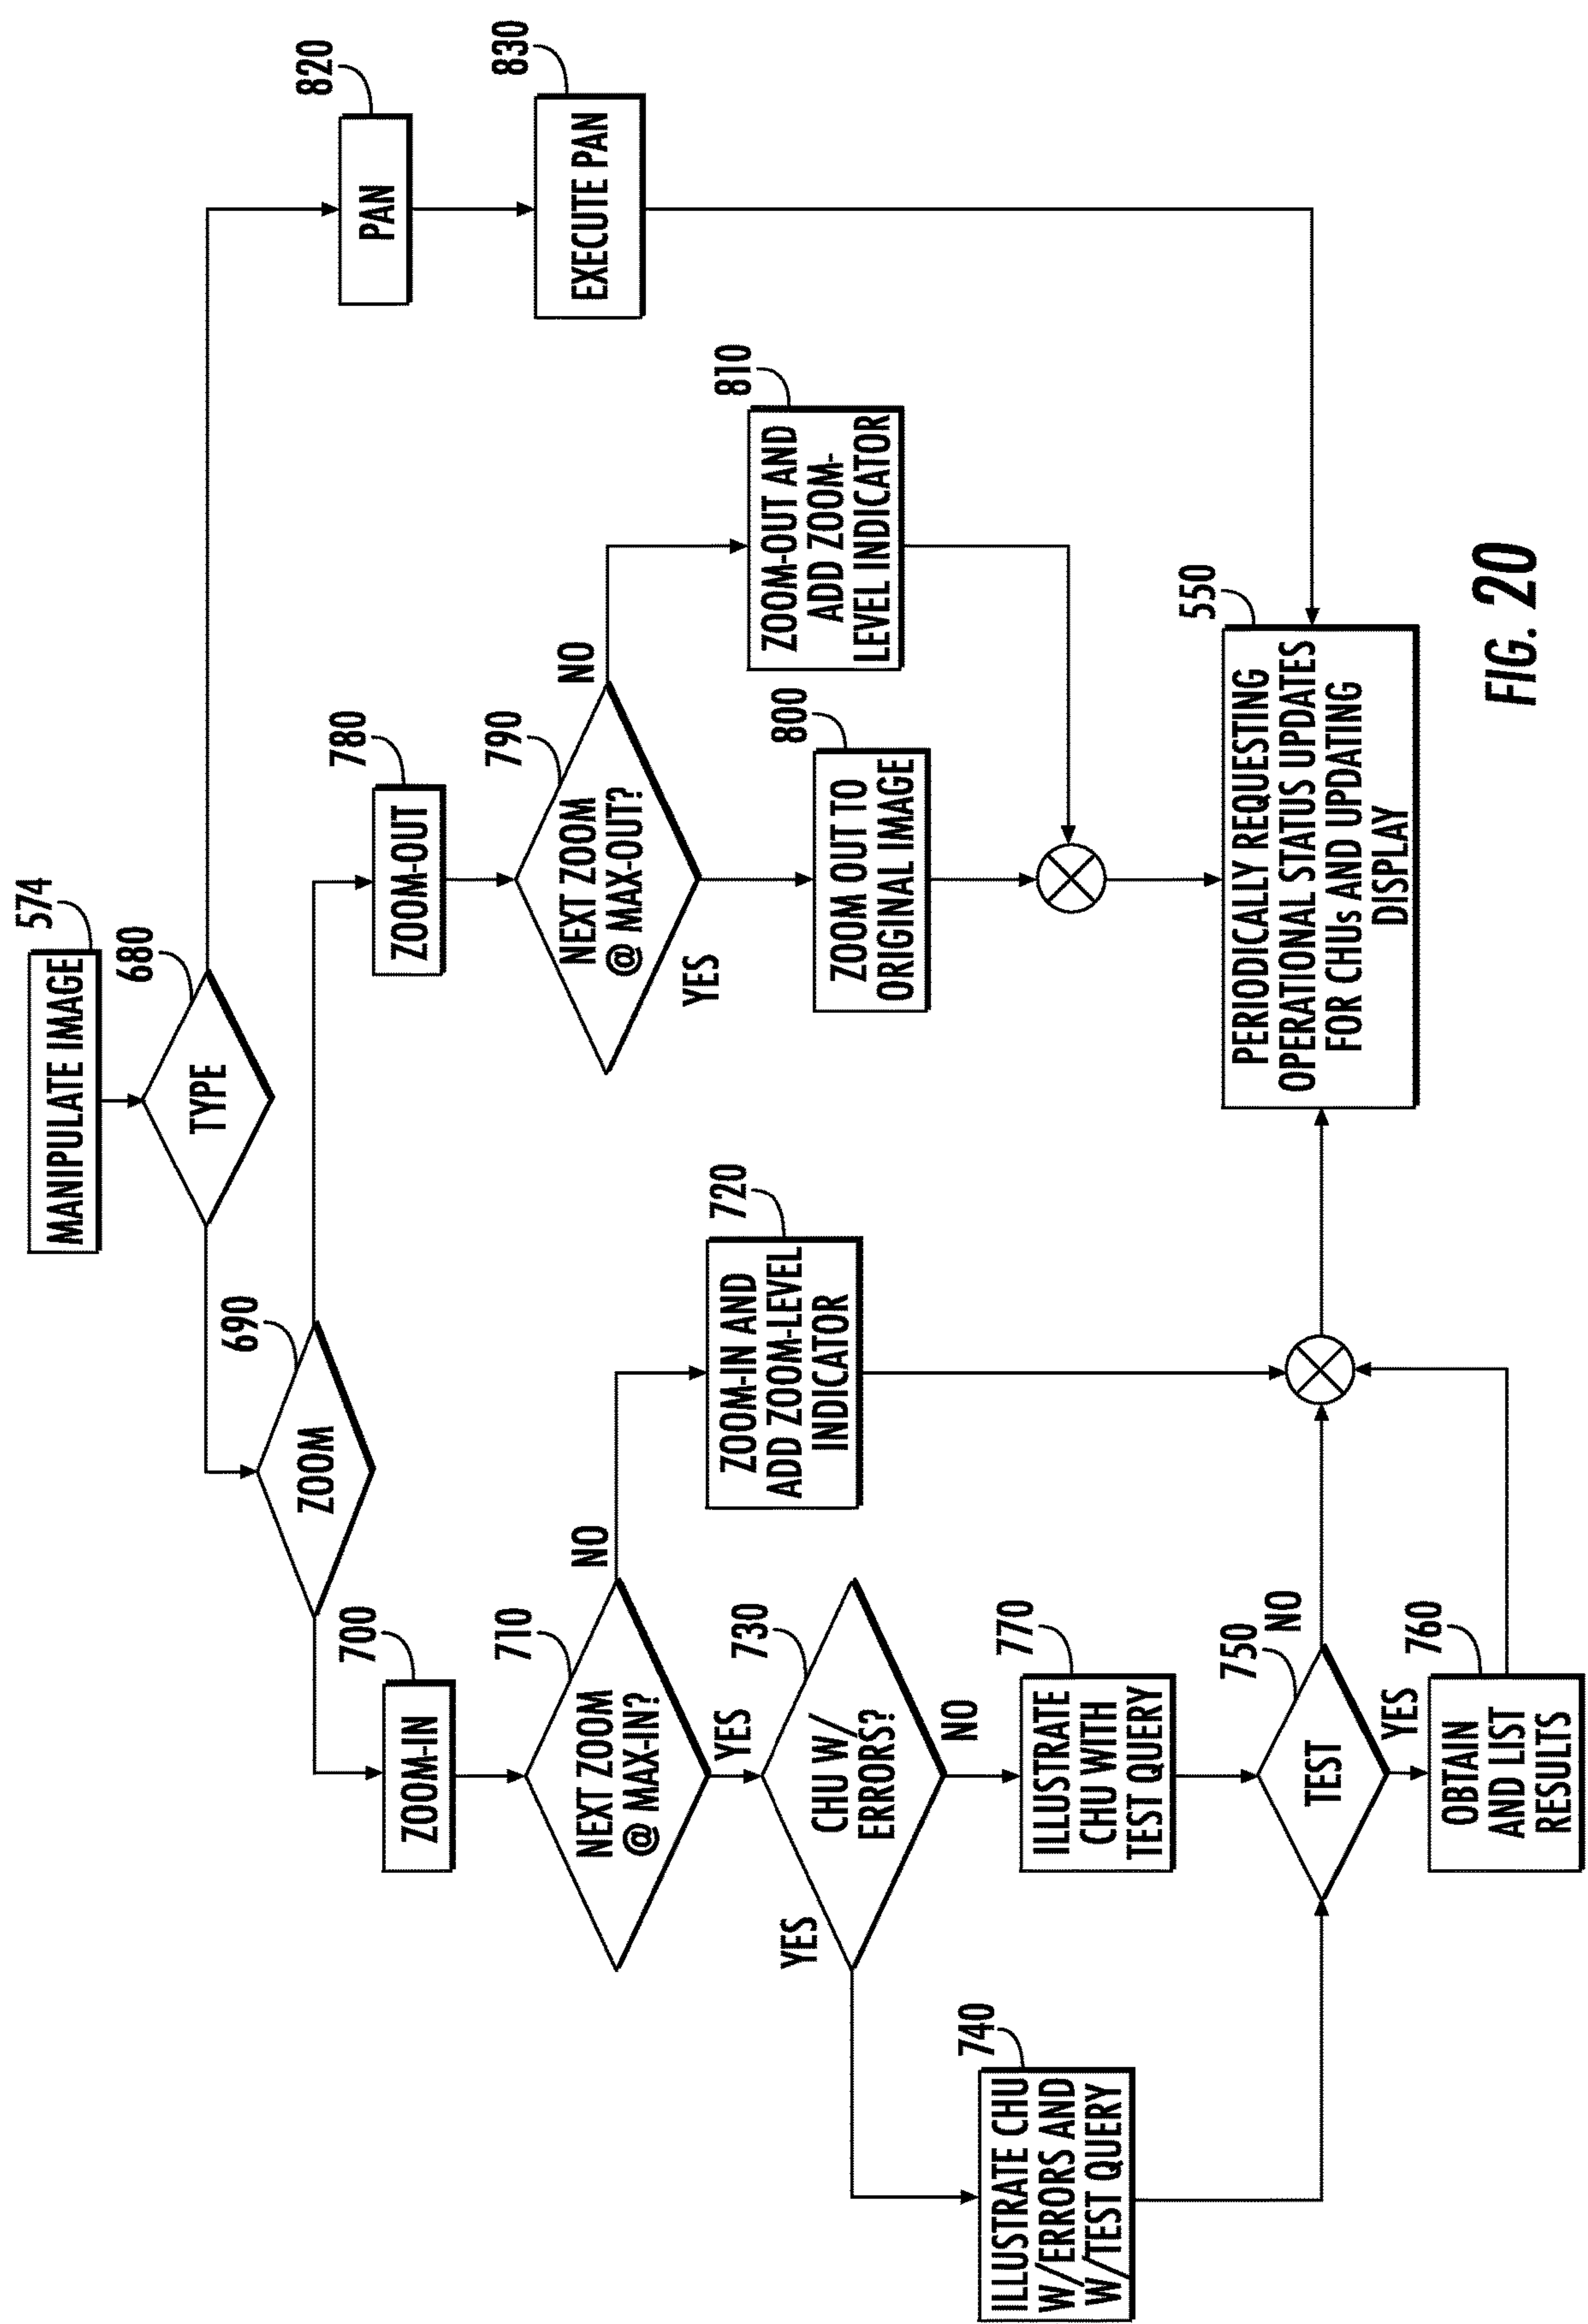 MANIPULATE IMAGE
574
TYPE
680
ZOOM
690
PAN
820
EXECUTE PAN
830
ZOOM-IN
700
ZOOM-OUT
780
NEXT ZOOM
@ MAX-IN?
710
NO
YES
ZOOM-IN AND
ADD ZOOM-LEVEL
INDICATOR
720
NEXT ZOOM
@ MAX-OUT?
790
NO
YES
ZOOM-OUT AND
ADD ZOOM-
LEVEL INDICATOR
810
ZOOM OUT TO
ORIGINAL IMAGE
800
CHU W/
ERRORS?
730
YES
NO
ILLUSTRATE CHU
W/ERRORS AND
W/TEST QUERY
740
ILLUSTRATE
CHU WITH
TEST QUERY
770
TEST
750
NO
YES
OBTAIN
AND LIST
RESULTS
760
PERIODICALLY REQUESTING
OPERATIONAL STATUS UPDATES
FOR CHUs AND UPDATING
DISPLAY
550
FIG. 20